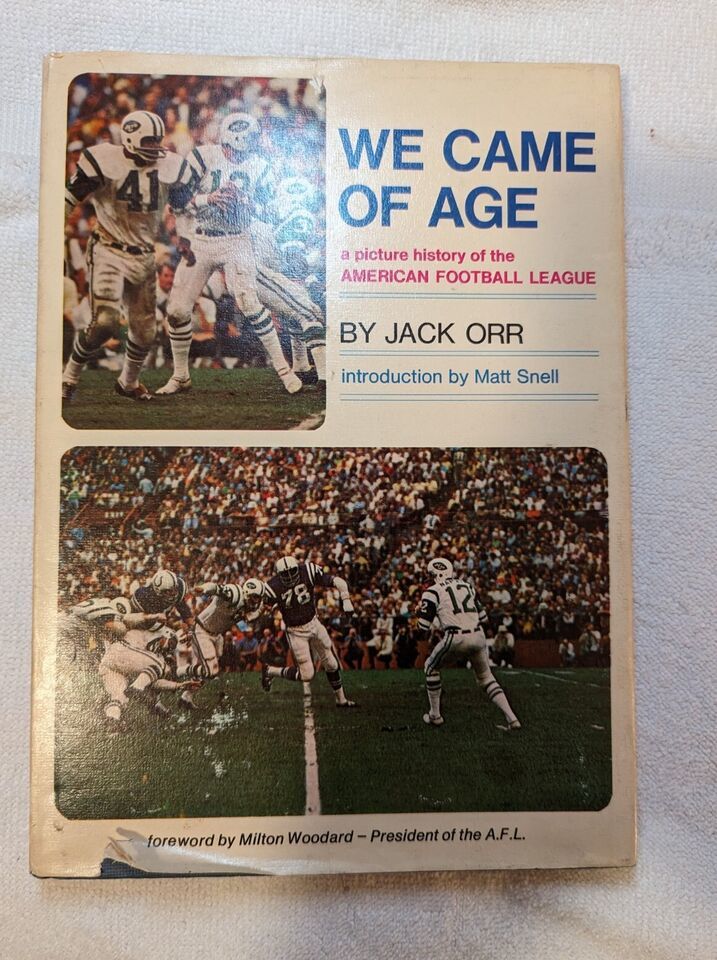 WE CAME
OF AGE
a picture history of the
AMERICAN FOOTBALL LEAGUE
BY JACK ORR
introduction by Matt Snell
41
78
12
foreword by Milton Woodard – President of the A.F.L.